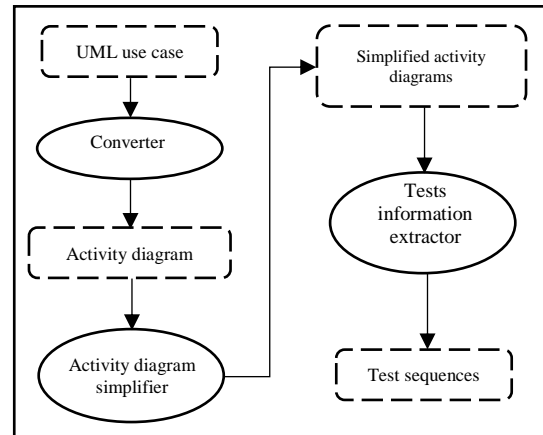 UML use case
Converter
Activity diagram
Activity diagram
simplifier
Simplified activity
diagrams
Tests
information
extractor
Test sequences